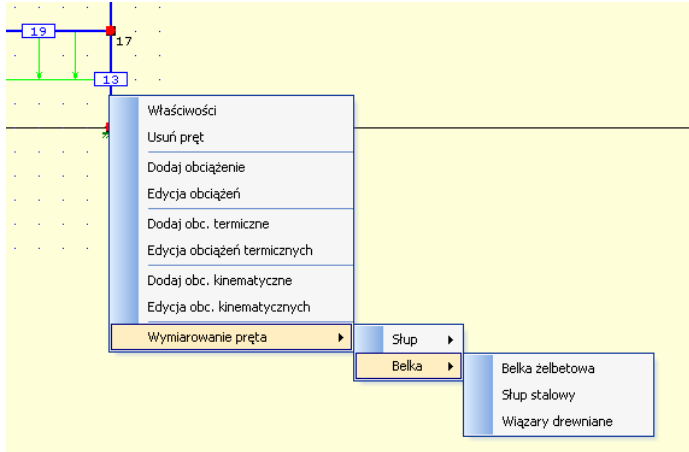 19
17
13
Właściwości
Usuń pręt
Dodaj obciążenie
Edycja obciążeń
Dodaj obc. termiczne
Edycja obciążeń termicznych
Dodaj obc. kinematyczne
Edycja obc. kinematycznych
Wymiarowanie pręta
Słup
Belka
Belka żelbetowa
Słup stalowy
Wiązary drewniane